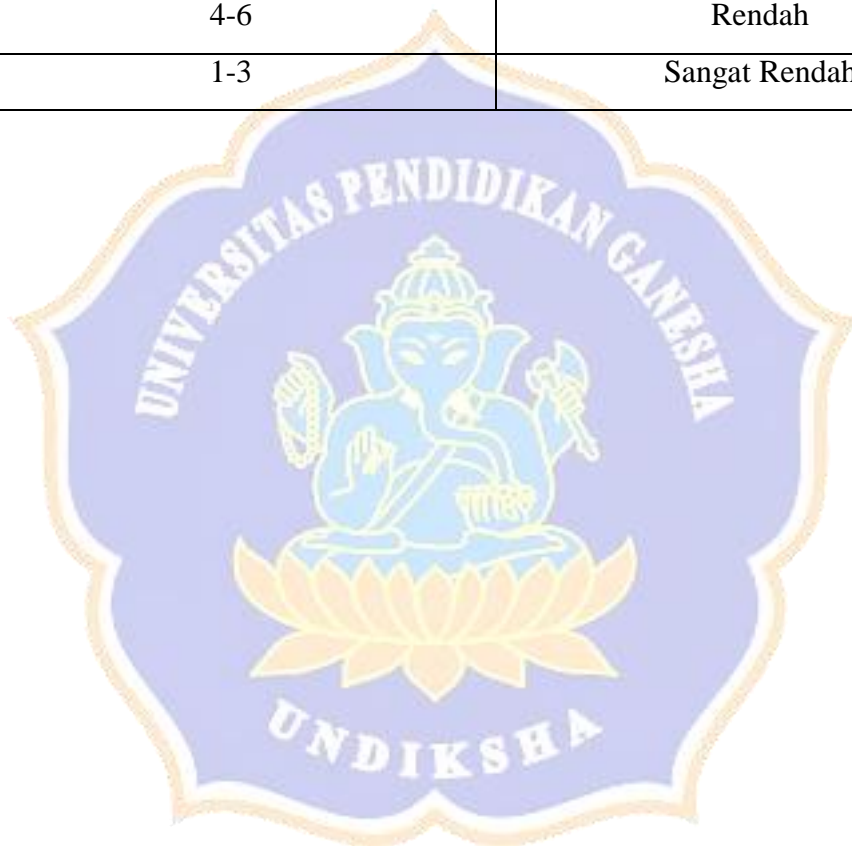 4-6 Rendah
1-3 Sangat Rendah
UNIVERSITAS PENDIDIKAN GANESHA
UNDIKSHA